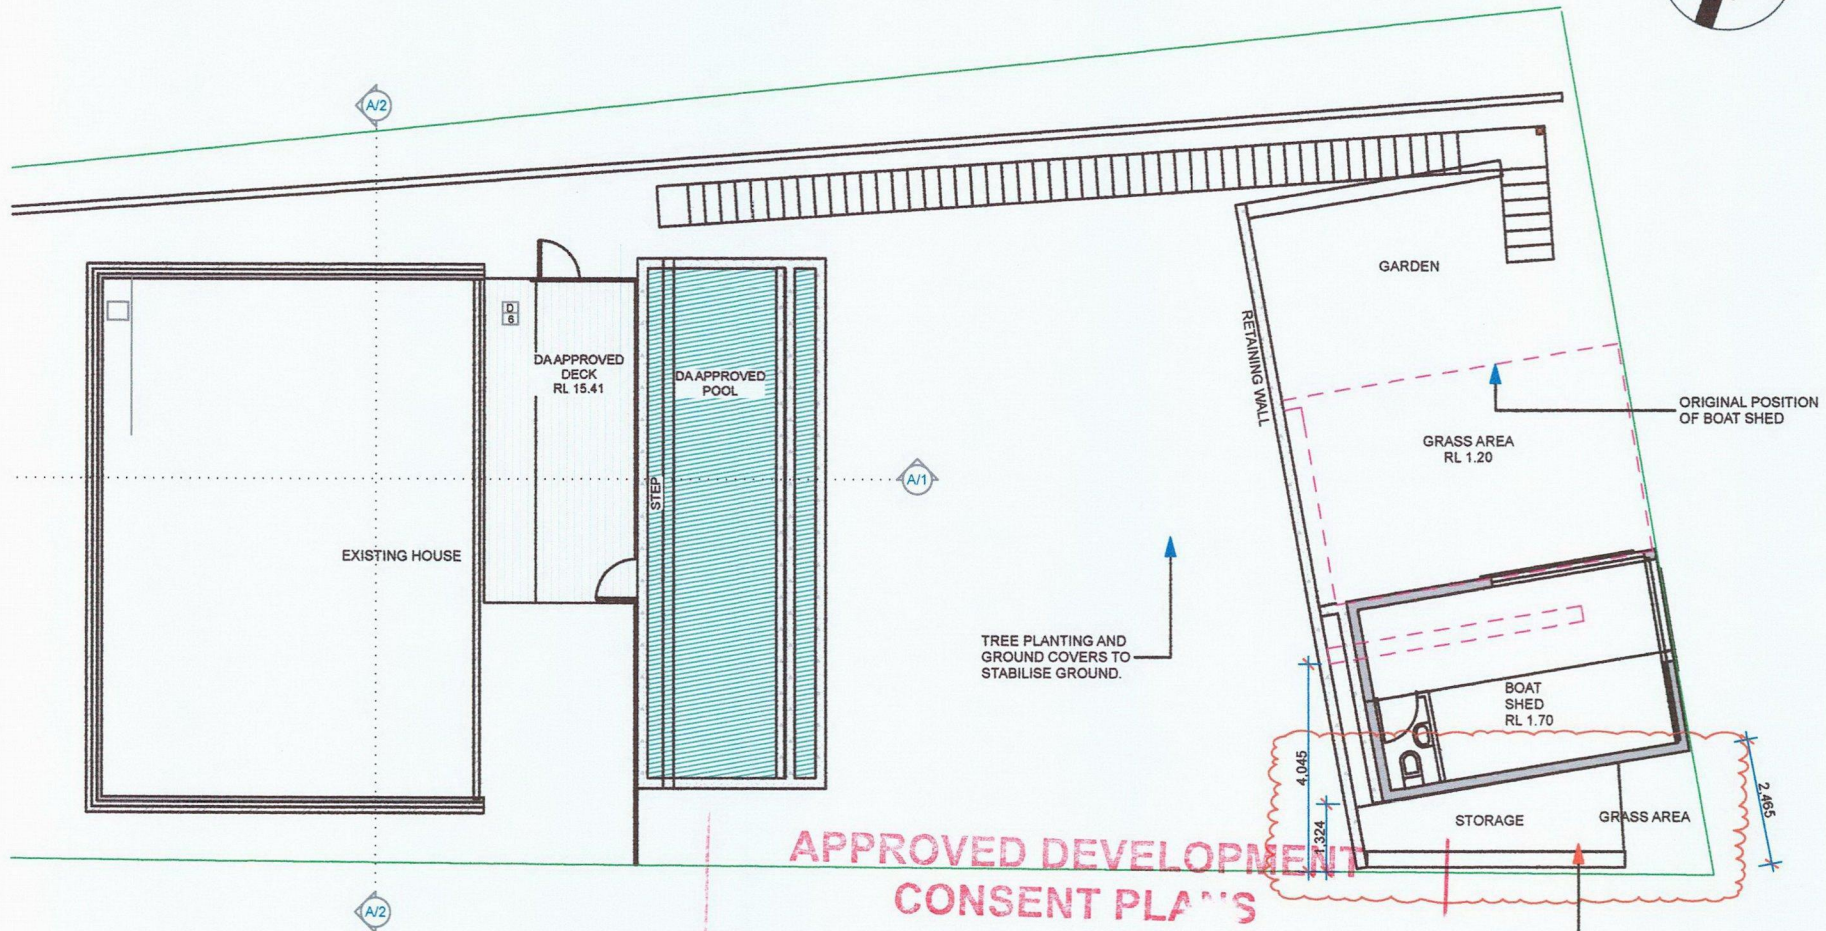 A/2
D
6
DA APPROVED
DECK
RL 15.41
DA APPROVED
POOL
STEP
EXISTING HOUSE
A/1
GARDEN
RETAINING WALL
ORIGINAL POSITION
OF BOAT SHED
GRASS AREA
RL 1.20
TREE PLANTING AND
GROUND COVERS TO
STABILISE GROUND.
BOAT
SHED
RL 1.70
4,045
1,324
2,465
STORAGE
GRASS AREA
APPROVED DEVELOPMENT
CONSENT PLANS
A/2